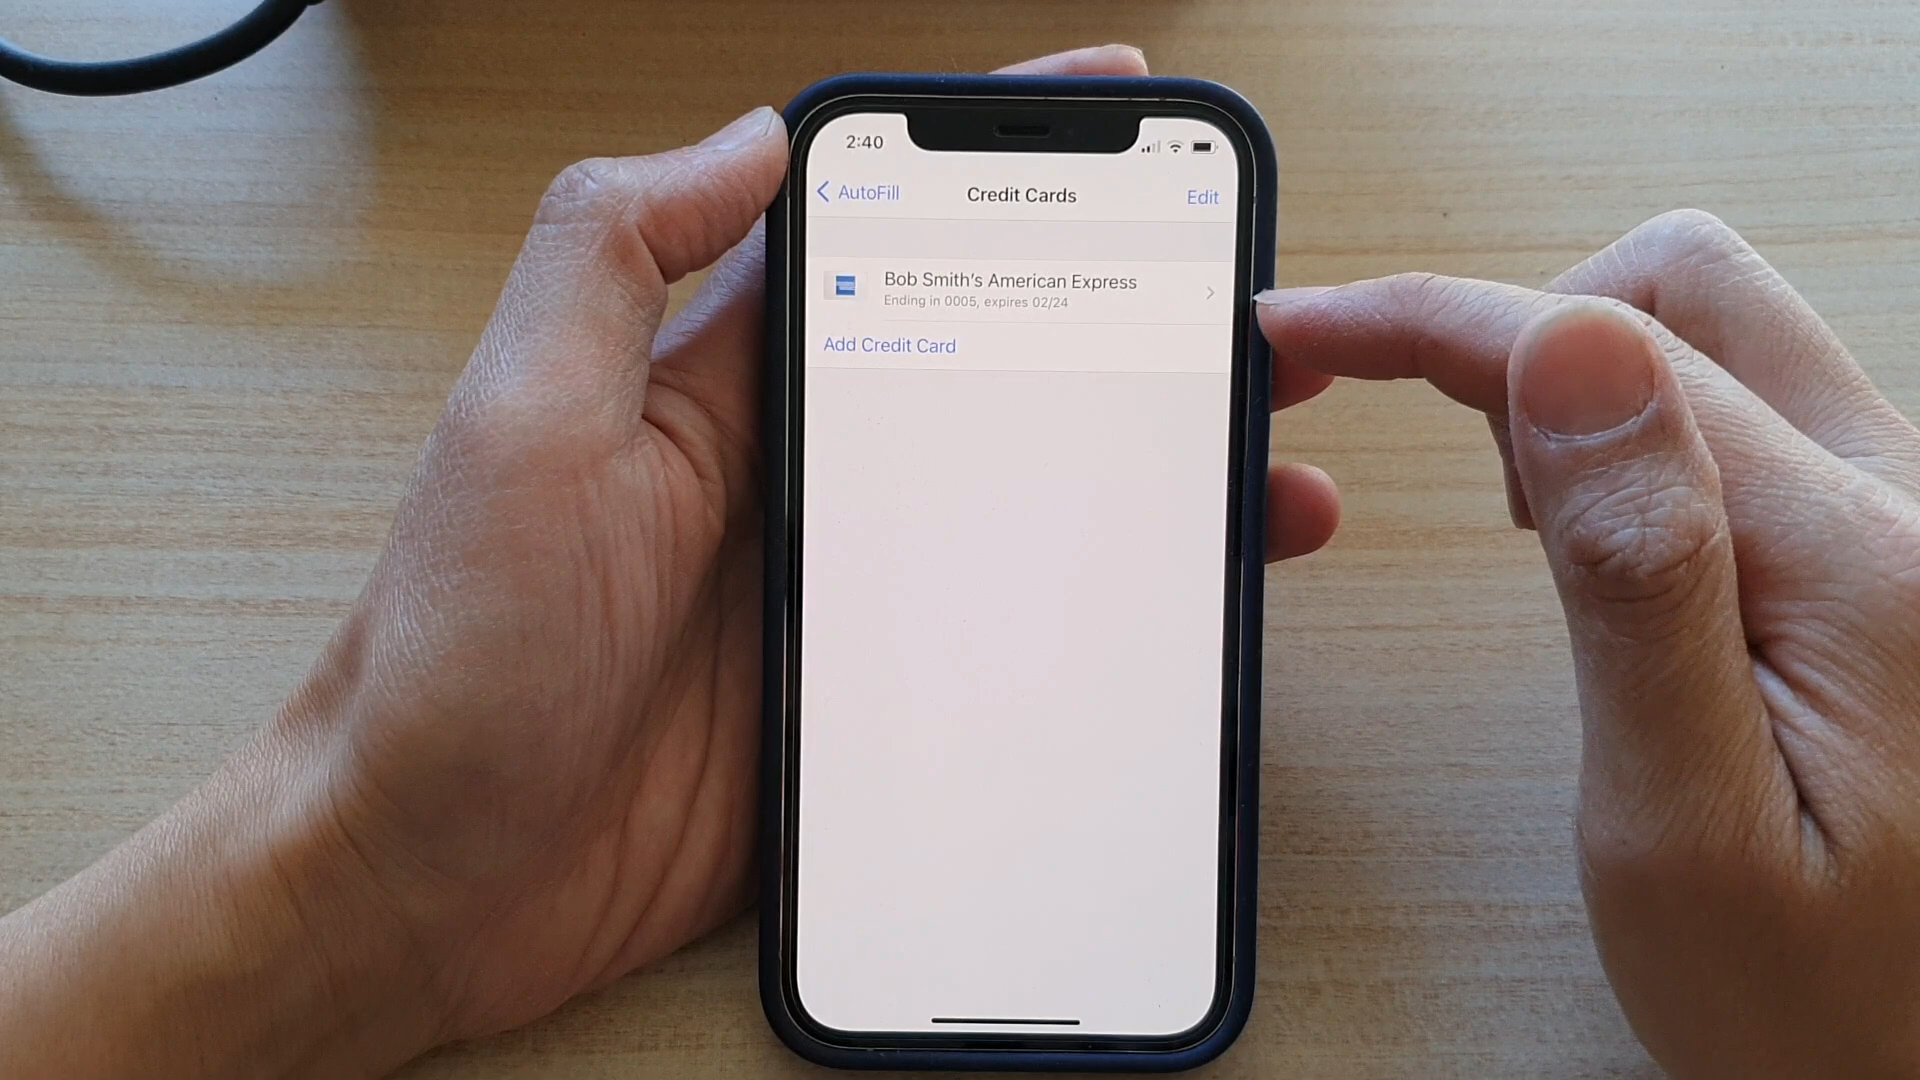 2:40
AutoFill
Credit Cards
Edit
Bob Smith's American Express
Ending in 0005, expires 02/24
Add Credit Card